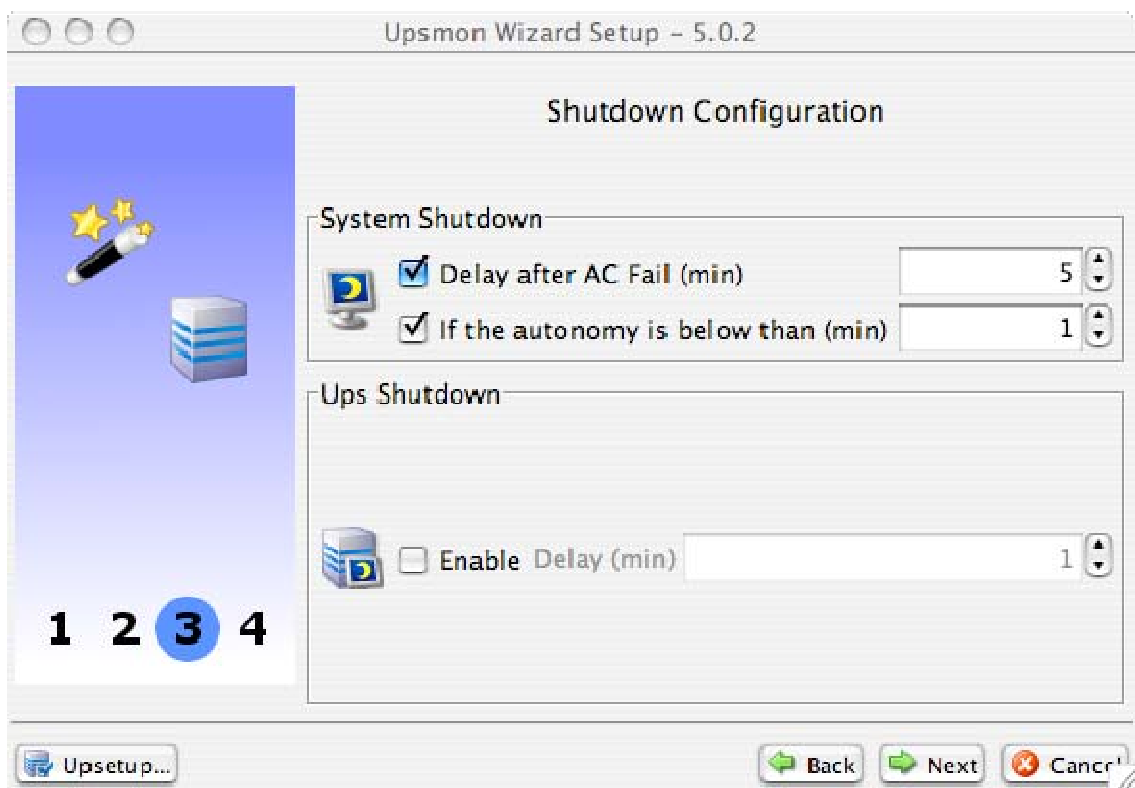 Upsmon Wizard Setup – 5.0.2
Shutdown Configuration
System Shutdown
Delay after AC Fail (min) 5
If the autonomy is below than (min) 1
Ups Shutdown
Enable Delay (min) 1
1 2 3 4
Upsetup... Back Next Cancel